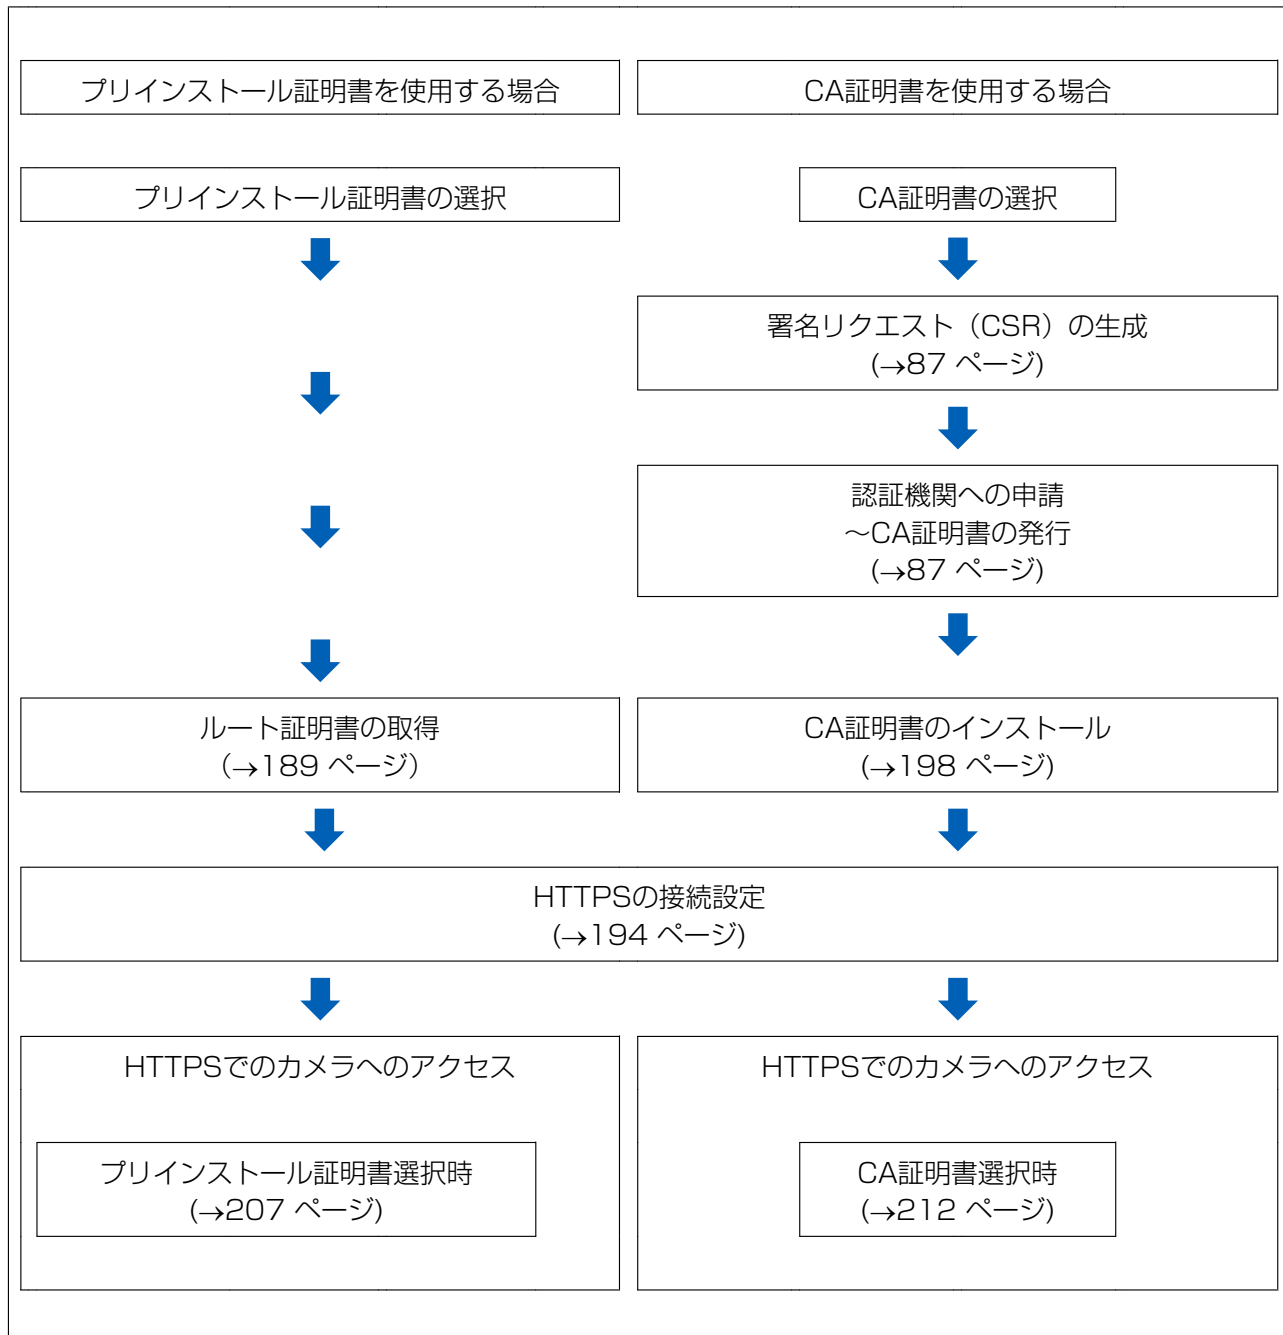 プリインストール証明書を使用する場合
CA証明書を使用する場合
プリインストール証明書の選択
CA証明書の選択
署名リクエスト（CSR）の生成
(→87 ページ)
認証機関への申請
～CA証明書の発行
(→87 ページ)
ルート証明書の取得
（→189 ページ）
CA証明書のインストール
(→198 ページ)
HTTPSの接続設定
(→194 ページ)
HTTPSでのカメラへのアクセス
プリインストール証明書選択時
(→207 ページ)
HTTPSでのカメラへのアクセス
CA証明書選択時
(→212 ページ)